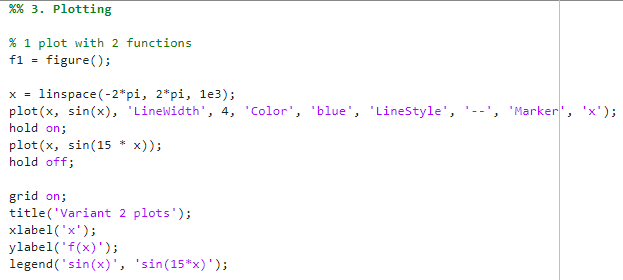 %% 3. Plotting
% 1 plot with 2 functions
f1 = figure();
x = linspace(-2*pi, 2*pi, 1e3);
plot(x, sin(x), 'LineWidth', 4, 'Color', 'blue', 'LineStyle', '--', 'Marker', 'x');
hold on;
plot(x, sin(15 * x));
hold off;
grid on;
title('Variant 2 plots');
xlabel('x');
ylabel('f(x)');
legend('sin(x)', 'sin(15*x)');